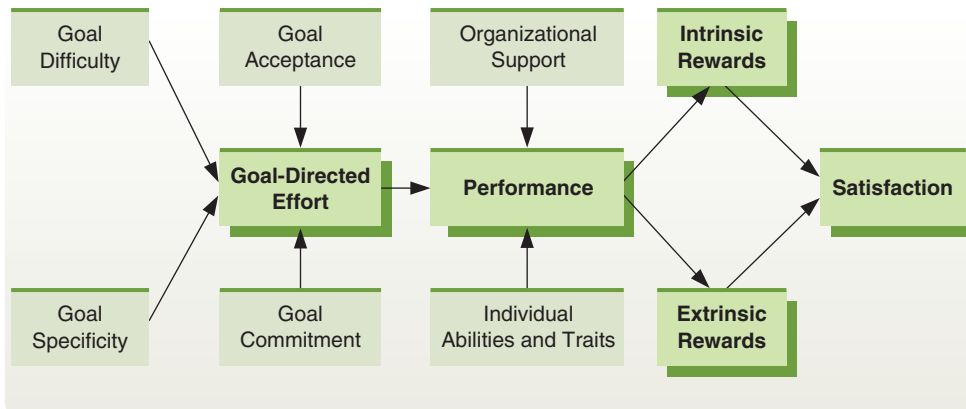 Goal
Difficulty
Goal
Acceptance
Organizational
Support
Intrinsic
Rewards
Goal-Directed
Effort
Performance
Satisfaction
Goal
Specificity
Goal
Commitment
Individual
Abilities and Traits
Extrinsic
Rewards